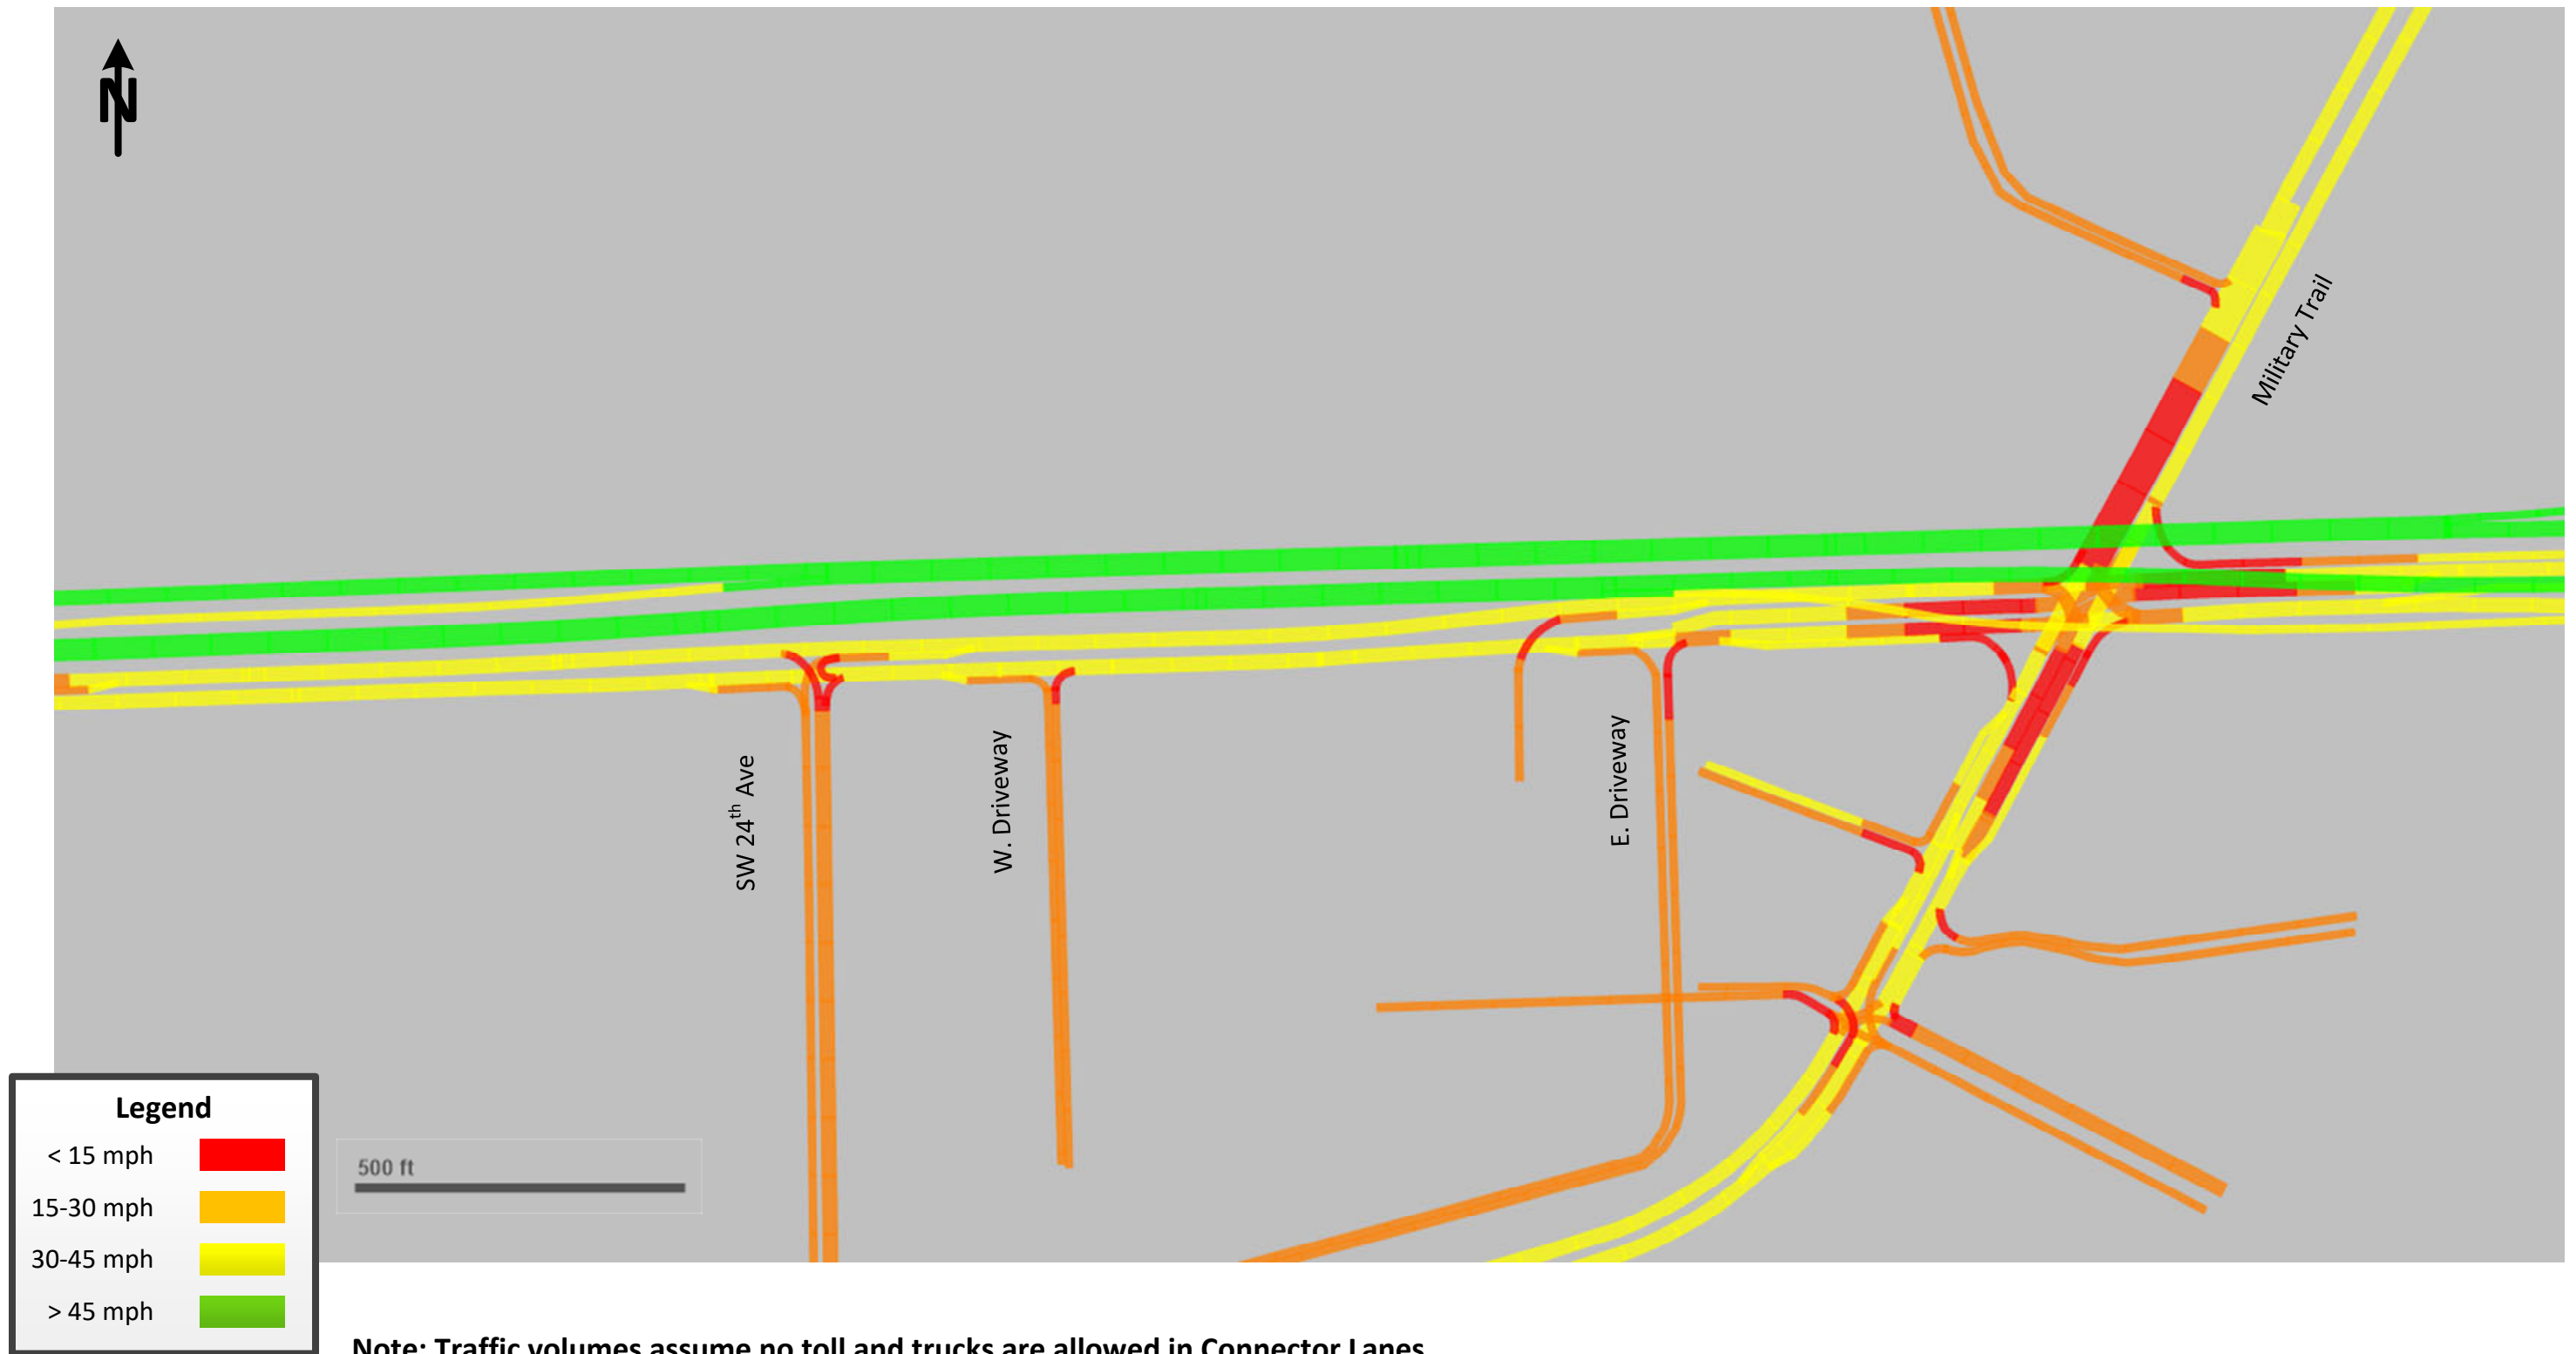 N
Military Trail
SW 24th Ave
W. Driveway
E. Driveway
Legend
< 15 mph
15-30 mph
30-45 mph
> 45 mph
500 ft
Note: Traffic volumes assume no toll and trucks are allowed in Connector Lanes